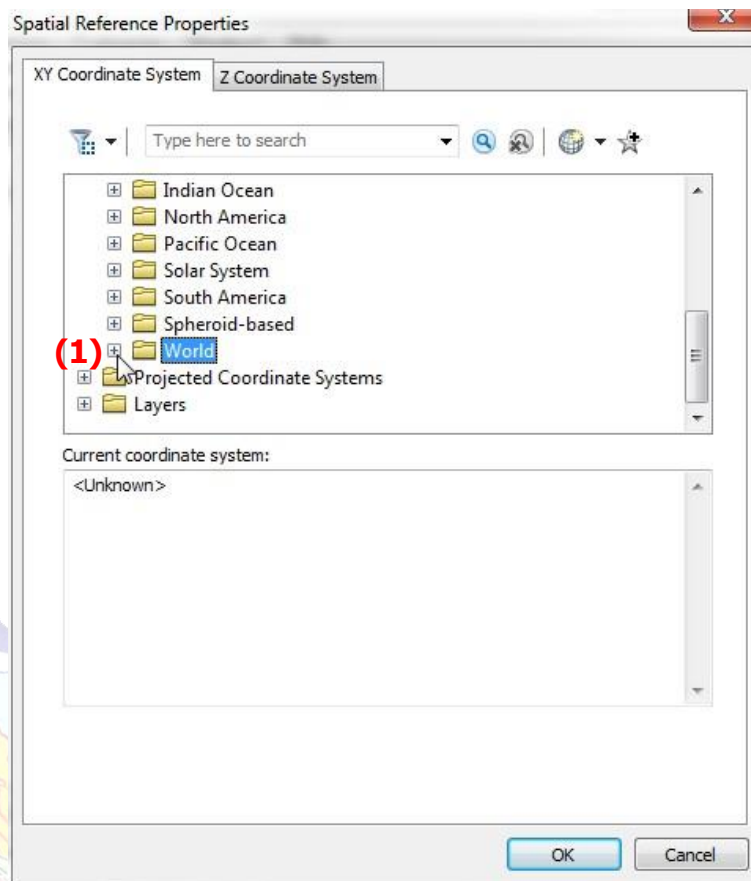 Spatial Reference Properties
XY Coordinate System
Z Coordinate System
Type here to search
Indian Ocean
North America
Pacific Ocean
Solar System
South America
Spheroid-based
(1) World
Projected Coordinate Systems
Layers
Current coordinate system:
<Unknown>
OK
Cancel